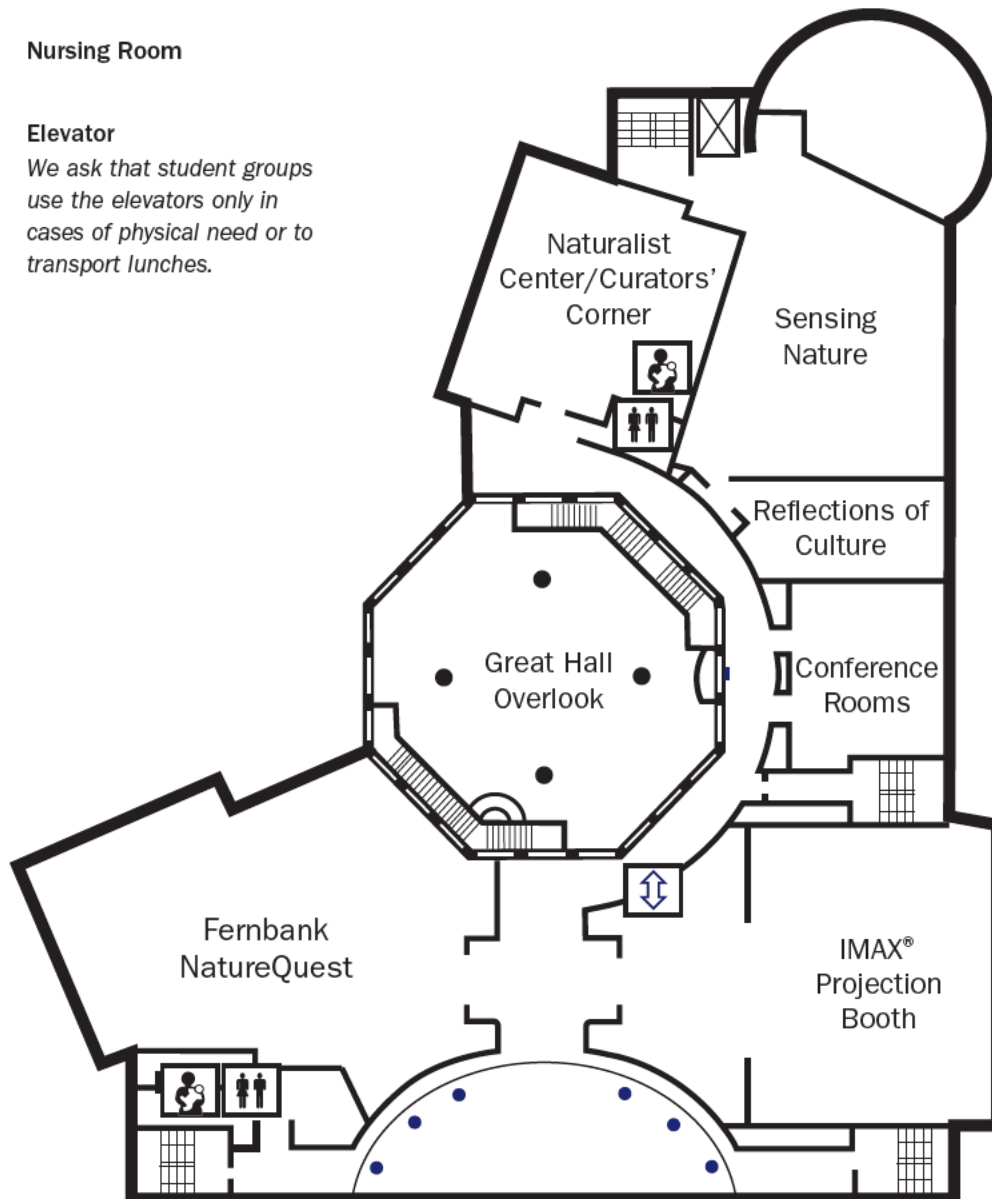 Nursing Room
Elevator
We ask that student groups
use the elevators only in
cases of physical need or to
transport lunches.
Naturalist
Center/Curators'
Corner
Sensing
Nature
Reflections of
Culture
Great Hall
Overlook
Conference
Rooms
Fernbank
NatureQuest
IMAX®
Projection
Booth